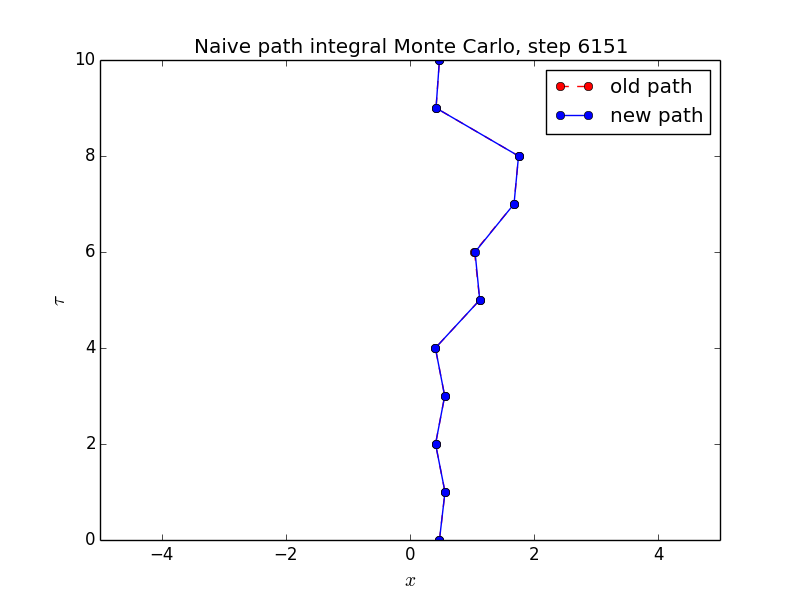 Naive path integral Monte Carlo, step 6151
old path
new path
10
8
6
4
2
0
τ
−4 −2 0 2 4
x